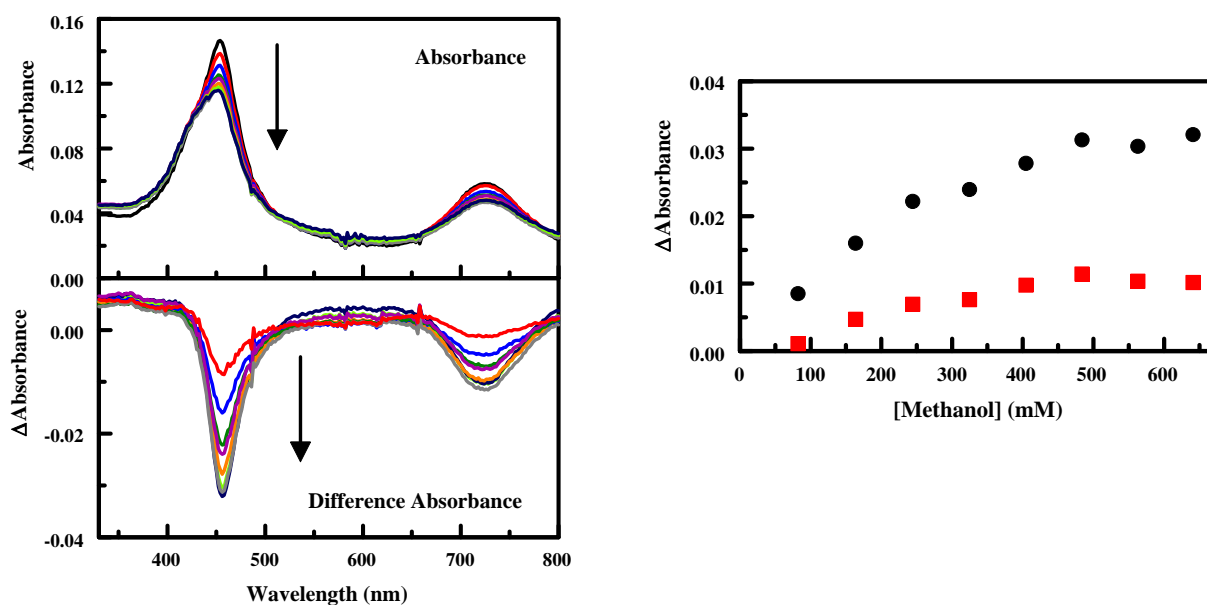 0.16
0.12
0.08
0.04
0.00
Absorbance
Absorbance
0.00
-0.02
-0.04
ΔAbsorbance
Difference Absorbance
400 500 600 700 800
Wavelength (nm)
0.04
0.03
0.02
0.01
0.00
ΔAbsorbance
0 100 200 300 400 500 600
[Methanol] (mM)